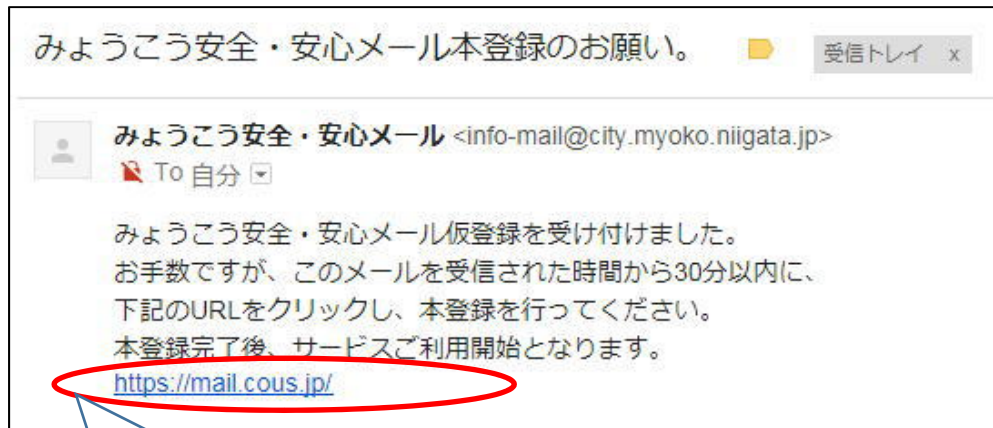 みょうこう安全・安心メール本登録のお願い。 受信トレイ x
みょうこう安全・安心メール <info-mail@city.myoko.niigata.jp>
To 自分
みょうこう安全・安心メール仮登録を受け付けました。
お手数ですが、このメールを受信された時間から30分以内に、
下記のURLをクリックし、本登録を行ってください。
本登録完了後、サービスご利用開始となります。
https://mail.cous.jp/